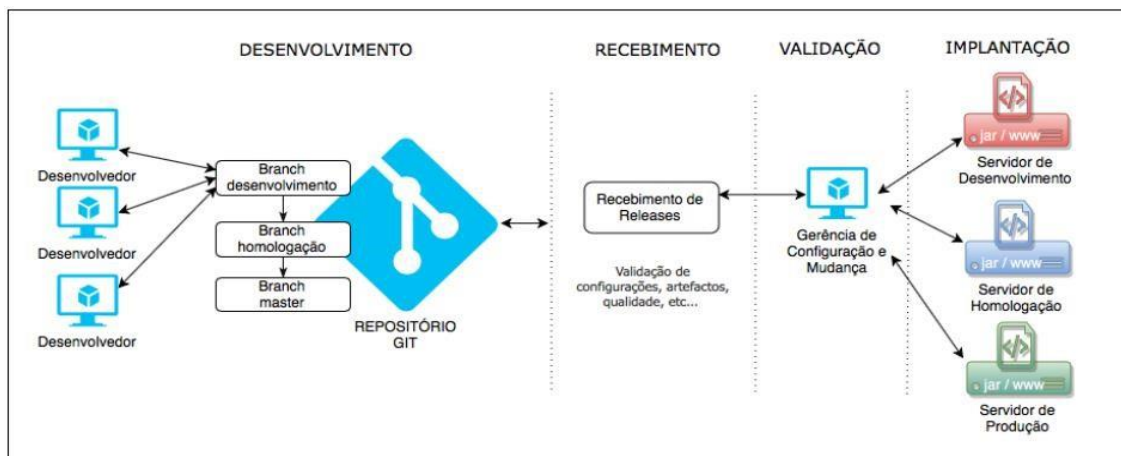 DESENVOLVIMENTO
RECEBIMENTO
VALIDAÇÃO
IMPLANTAÇÃO
Desenvolvedor
Desenvolvedor
Desenvolvedor
Branch
desenvolvimento
Branch
homologação
Branch
master
REPOSITÓRIO
GIT
Recebimento de
Releases
Validação de
configurações, artefactos,
qualidade, etc...
Gerência de
Configuração e
Mudança
</>
jar / www
Servidor de
Desenvolvimento
</>
jar / www
Servidor de
Homologação
</>
jar / www
Servidor de
Produção